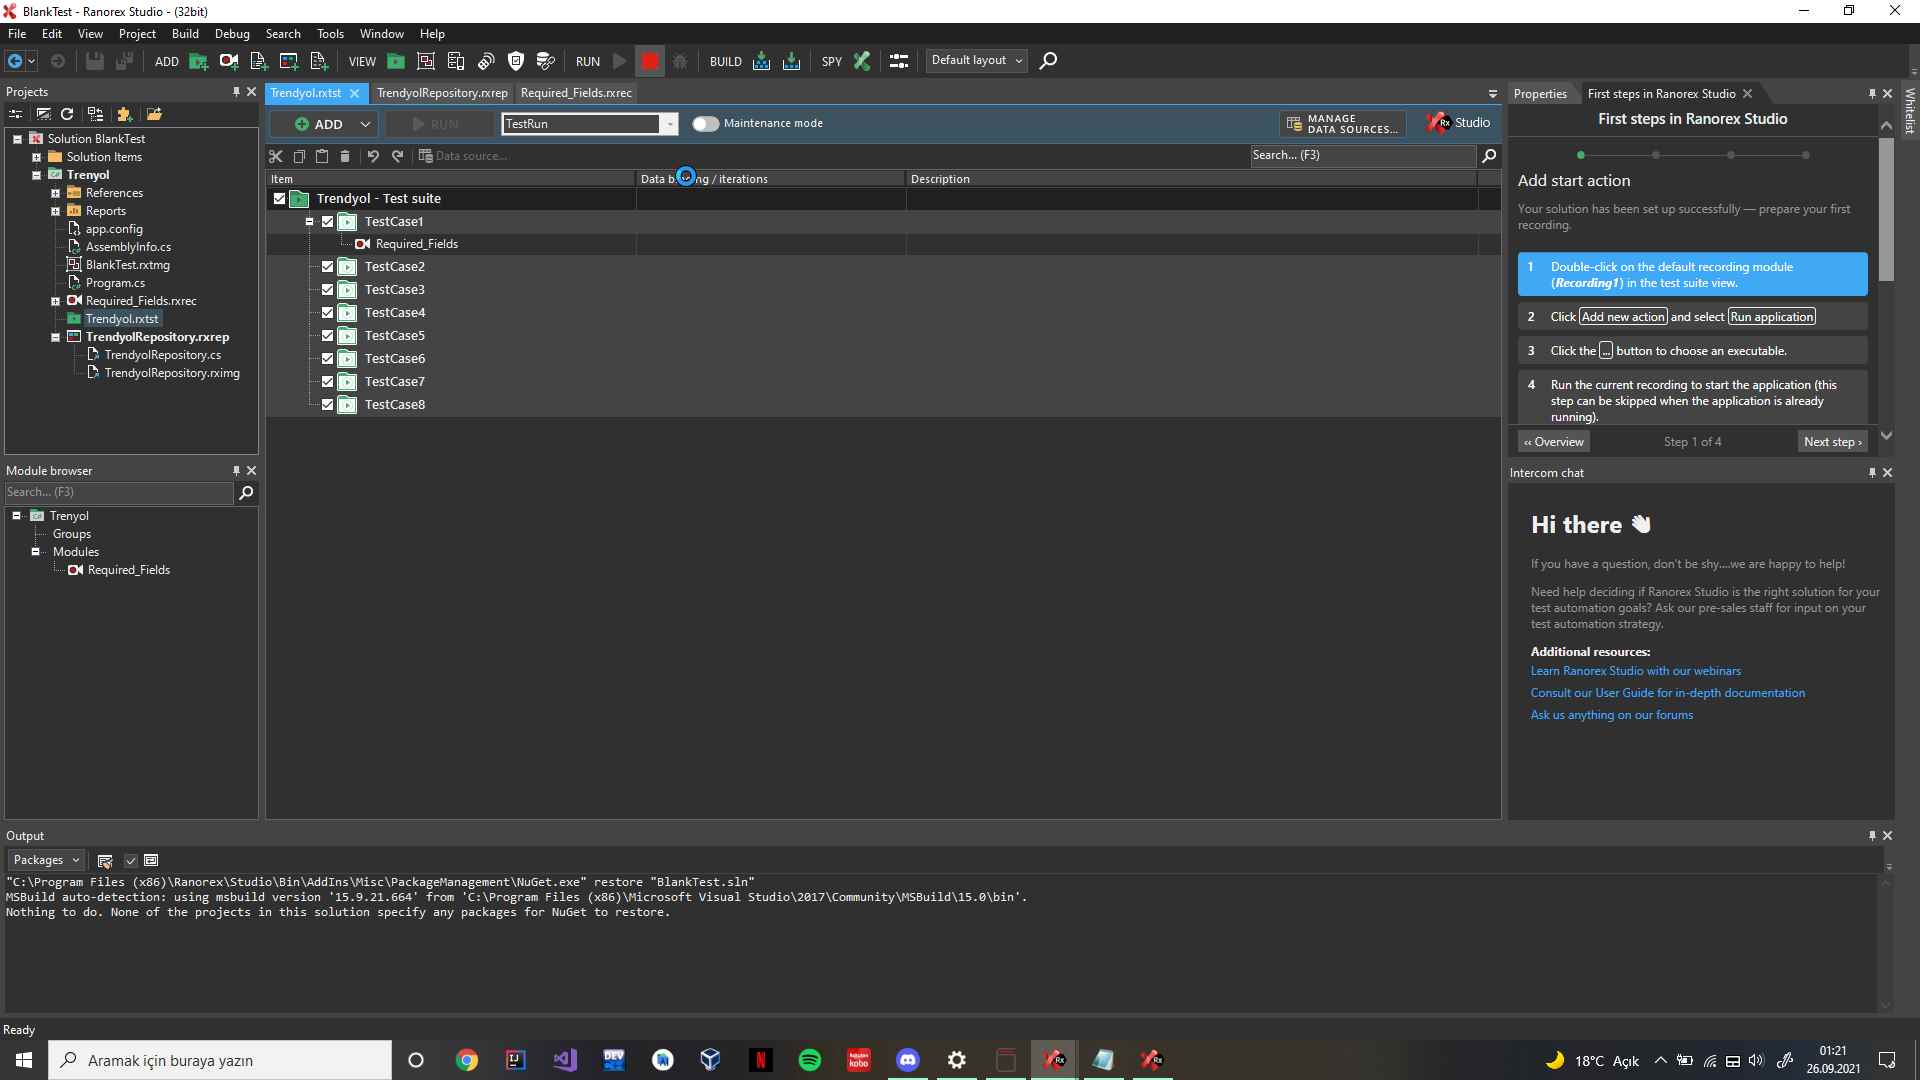 BlankTest - Ranorex Studio - (32bit)
File Edit View Project Build Debug Search Tools Window Help
ADD VIEW RUN BUILD SPY Default layout
Projects
Solution BlankTest
Solution Items
Trenyol
References
Reports
app.config
AssemblyInfo.cs
BlankTest.rxtmg
Program.cs
Required_Fields.rxrec
Trendyol.rxtst
TrendyolRepository.rxrep
TrendyolRepository.cs
TrendyolRepository.rximg
Module browser
Search... (F3)
Trenyol
Groups
Modules
Required_Fields
Trendyol.rxtst TrendyolRepository.rxrep Required_Fields.rxrec
ADD RUN TestRun Maintenance mode MANAGE
DATA SOURCES... Rx Studio
Data source... Search... (F3)
Item Data b ng / iterations Description
Trendyol - Test suite
TestCase1
Required_Fields
TestCase2
TestCase3
TestCase4
TestCase5
TestCase6
TestCase7
TestCase8
Properties First steps in Ranorex Studio
First steps in Ranorex Studio
Add start action
Your solution has been set up successfully — prepare your first
recording.
1 Double-click on the default recording module
(Recording1) in the test suite view.
2 Click Add new action and select Run application
3 Click the ... button to choose an executable.
4 Run the current recording to start the application (this
step can be skipped when the application is already
running).
‹‹ Overview Step 1 of 4 Next step ›
Whitelist
Intercom chat
Hi there
If you have a question, don't be shy....we are happy to help!
Need help deciding if Ranorex Studio is the right solution for your
test automation goals? Ask our pre-sales staff for input on your
test automation strategy.
Additional resources:
Learn Ranorex Studio with our webinars
Consult our User Guide for in-depth documentation
Ask us anything on our forums
Output
Packages
"C:\Program Files (x86)\Ranorex\Studio\Bin\AddIns\Misc\PackageManagement\NuGet.exe" restore "BlankTest.sln"
MSBuild auto-detection: using msbuild version '15.9.21.664' from 'C:\Program Files (x86)\Microsoft Visual Studio\2017\Community\MSBuild\15.0\bin'.
Nothing to do. None of the projects in this solution specify any packages for NuGet to restore.
Ready
Aramak için buraya yazın
18°C Açık
01:21
26.09.2021